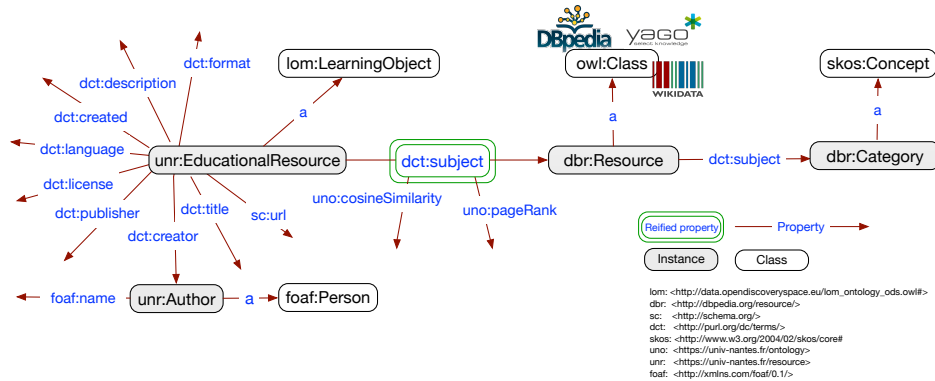 DBpedia
yago
select knowledge
dct:format
lom:LearningObject
owl:Class
skos:Concept
dct:description
WIKIDATA
dct:created
a
a
a
dct:language
unr:EducationalResource
dct:subject
dbr:Resource
dct:subject
dbr:Category
dct:license
uno:cosineSimilarity
dct:publisher
dct:title
sc:url
uno:pageRank
dct:creator
Reified property
Property
Instance
Class
foaf:name
unr:Author
a
foaf:Person
lom: <http://data.opendiscoveryspace.eu/lom_ontology_ods.owl#>
dbr: <http://dbpedia.org/resource/>
sc: <http://schema.org/>
dct: <http://purl.org/dc/terms/>
skos: <http://www.w3.org/2004/02/skos/core#
uno: <https://univ-nantes.fr/ontology>
unr: <https://univ-nantes.fr/resource>
foaf: <http://xmlns.com/foaf/0.1/>